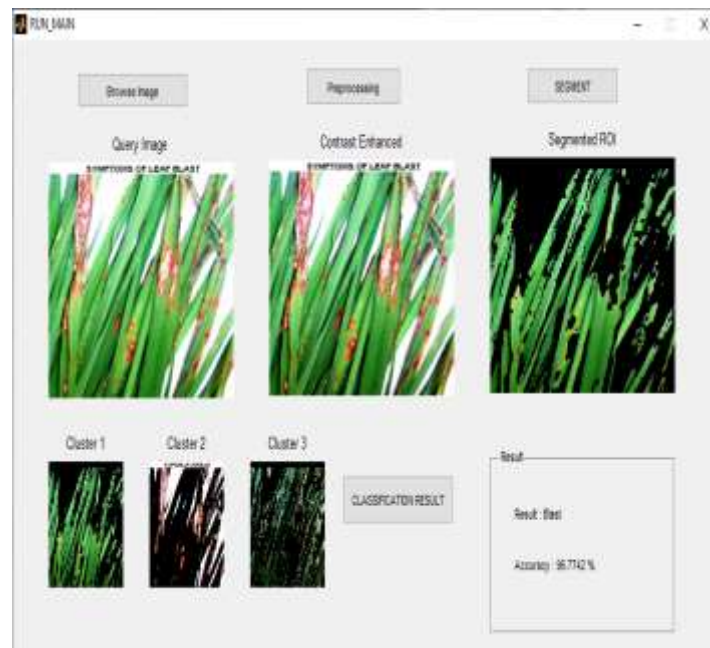 RUN_MAIN
Browse Image
Preprocessing
SEGMENT
Query Image
Contrast Enhanced
Segmented ROI
SYMPTOMS OF LEAF BLAST
SYMPTOMS OF LEAF BLAST
Cluster 1
Cluster 2
Cluster 3
CLASSIFICATION RESULT
Result
Result : Blast
Accuracy : 96.7742 %